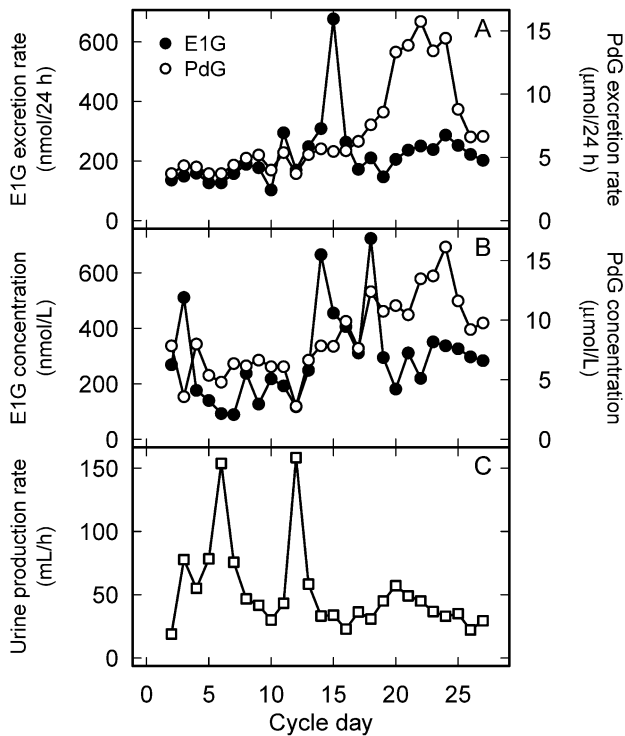 A
E1G
PdG
E1G excretion rate
(nmol/24 h)
600
400
200
0
15
10
5
0
PdG excretion rate
(μmol/24 h)
B
E1G concentration
(nmol/L)
600
400
200
0
15
10
5
0
PdG concentration
(μmol/L)
C
Urine production rate
(mL/h)
150
100
50
0
0 5 10 15 20 25
Cycle day